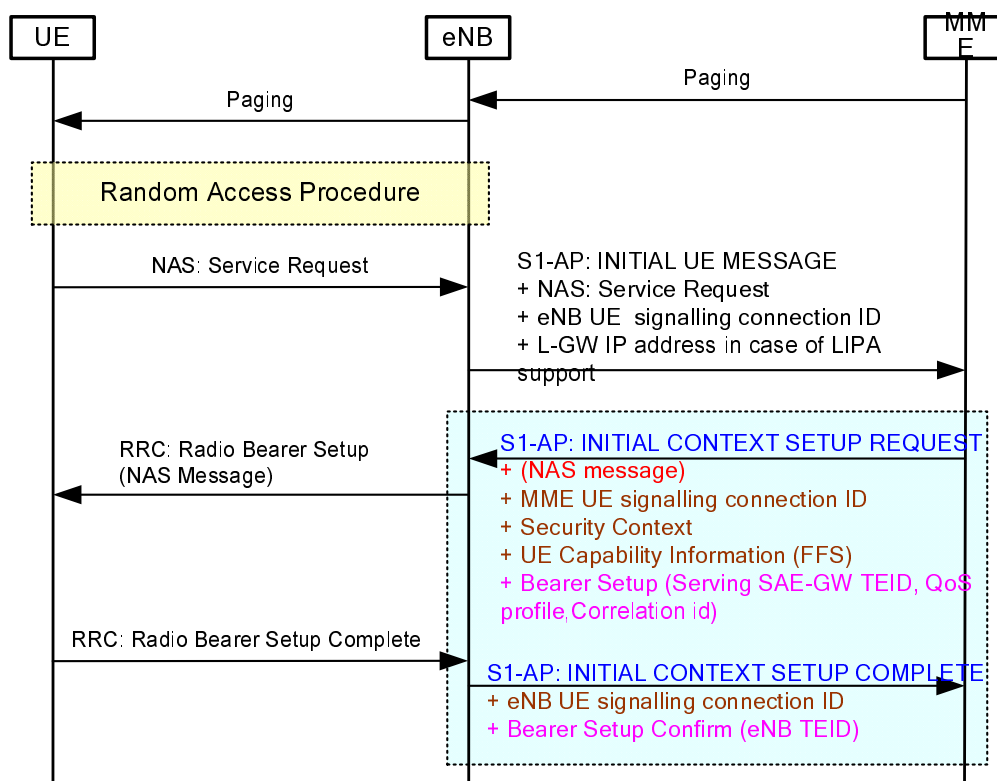 UE
eNB
MM
E
Paging
Paging
Random Access Procedure
NAS: Service Request
S1-AP: INITIAL UE MESSAGE
+ NAS: Service Request
+ eNB UE  signalling connection ID
+ L-GW IP address in case of LIPA
support
RRC: Radio Bearer Setup
(NAS Message)
S1-AP: INITIAL CONTEXT SETUP REQUEST
+ (NAS message)
+ MME UE signalling connection ID
+ Security Context
+ UE Capability Information (FFS)
+ Bearer Setup (Serving SAE-GW TEID, QoS
profile,Correlation id)
RRC: Radio Bearer Setup Complete
S1-AP: INITIAL CONTEXT SETUP COMPLETE
+ eNB UE signalling connection ID
+ Bearer Setup Confirm (eNB TEID)